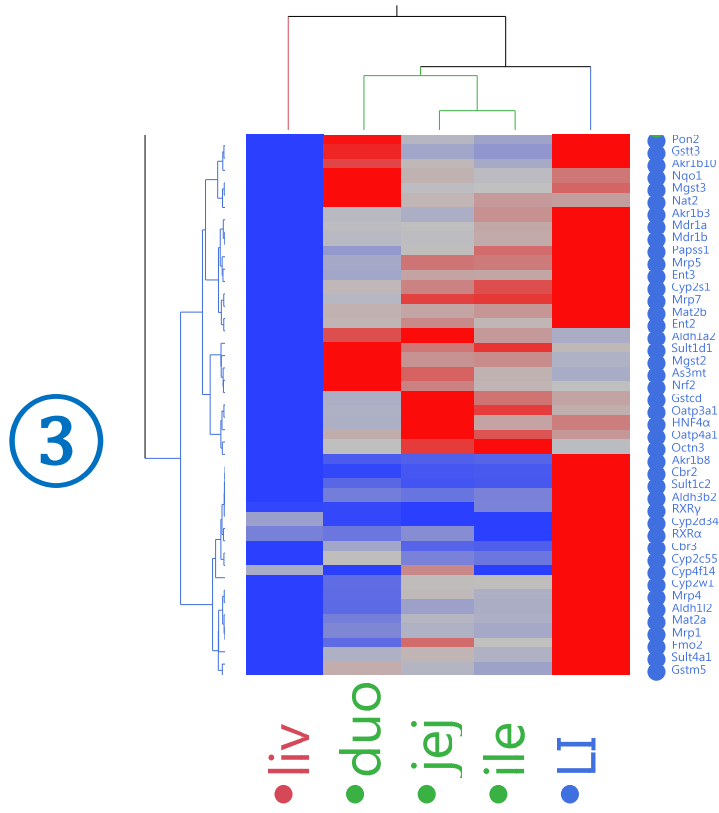 Pon2
Gstt3
Akr1b10
Nqo1
Mgst3
Nat2
Akr1b3
Mdr1a
Mdr1b
Papss1
Mrp5
Ent3
Cyp2s1
Mrp7
Mat2b
Ent2
Aldh1a2
Sult1d1
Mgst2
As3mt
Nrf2
Gstcd
Oatp3a1
HNF4α
Oatp4a1
Octn3
3
Akr1b8
Cbr2
Sult1c2
Aldh3b2
RXRγ
Cyp2d34
RXRα
Cbr3
Cyp2c55
Cyp4f14
Cyp2w1
Mrp4
Aldh1l2
Mat2a
Mrp1
Fmo2
Sult4a1
Gstm5
liv
duo
jej
ile
LI